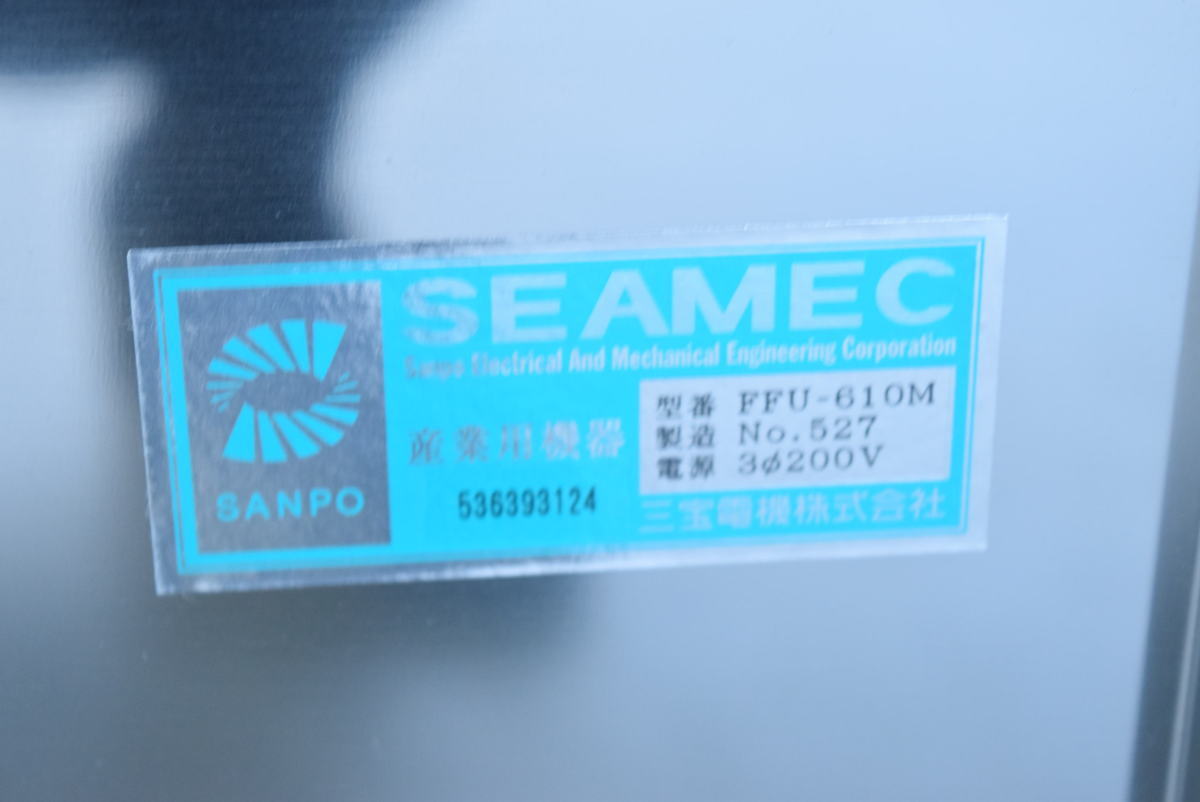 SEAMEC
Sanpo Electrical And Mechanical Engineering Corporation
SANPO
産業用機器
536393124
型番 FFU-610M
製造 No.527
電源 3φ200V
三宝電機株式会社